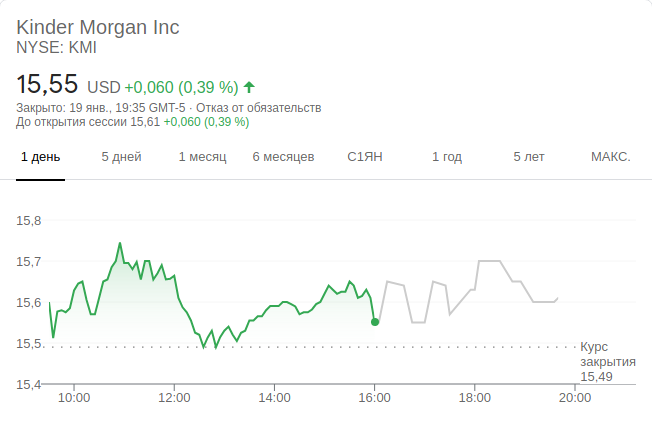 Kinder Morgan Inc
NYSE: KMI
15,55 USD +0,060 (0,39 %)
Закрыто: 19 янв., 19:35 GMT-5 · Отказ от обязательств
До открытия сессии 15,61 +0,060 (0,39 %)
1 день 5 дней 1 месяц 6 месяцев С1ЯН 1 год 5 лет МАКС.
15,8
15,7
15,6
15,5
Курс
закрытия
15,49
15,4
10:00 12:00 14:00 16:00 18:00 20:00